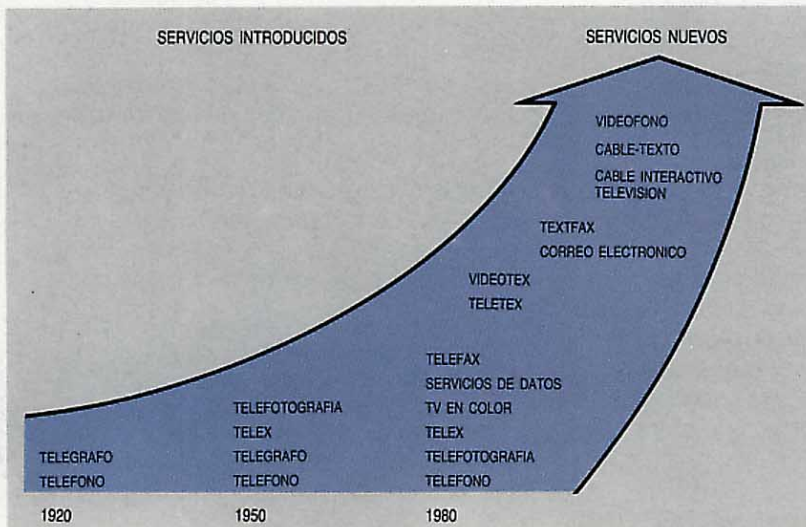 SERVICIOS INTRODUCIDOS
SERVICIOS NUEVOS
VIDEOFONO
CABLE-TEXTO
CABLE INTERACTIVO
TELEVISION
TEXTFAX
CORREO ELECTRONICO
VIDEOTEX
TELETEX
TELEFAX
SERVICIOS DE DATOS
TV EN COLOR
TELEX
TELEFOTOGRAFIA
TELEFONO
TELEFOTOGRAFIA
TELEX
TELEGRAFO
TELEFONO
TELEGRAFO
TELEFONO
1920
1950
1980